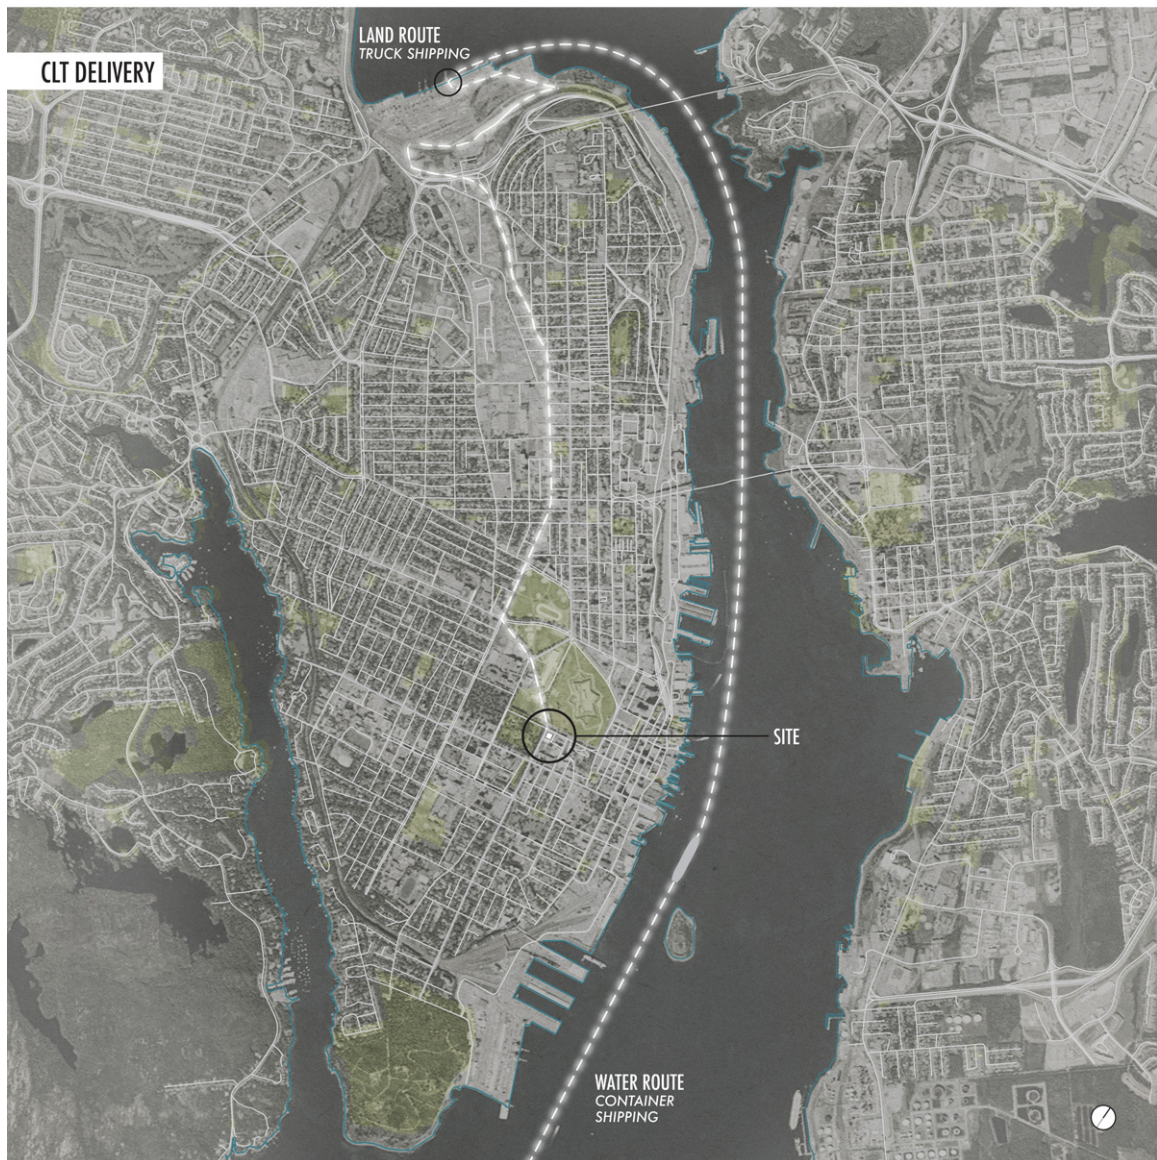 LAND ROUTE
TRUCK SHIPPING
CLT DELIVERY
SITE
WATER ROUTE
CONTAINER
SHIPPING